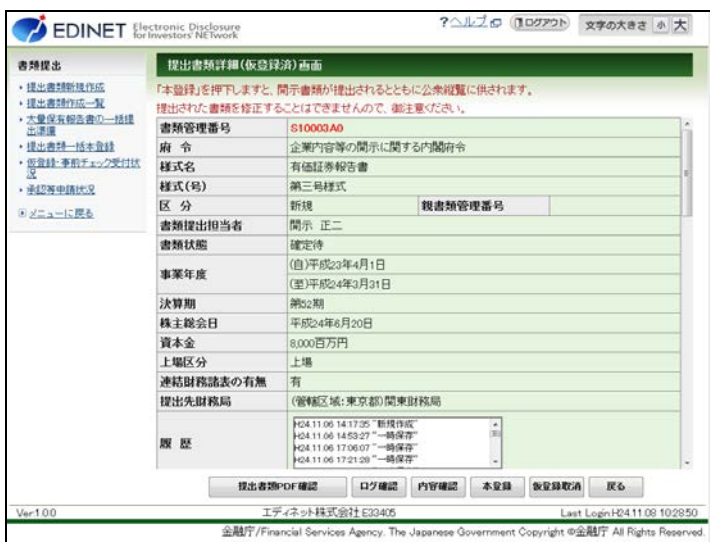 EDINET Electronic Disclosure for Investors' NETwork
?ヘルプ ログアウト 文字の大きさ 小 大
書類提出
・提出書類新規作成
・提出書類作成一覧
・大量保有報告書の一括提出準備
・提出書類一括本登録
・仮登録・事前チェック受付状況
・承認等申請状況
メニューに戻る
提出書類詳細(仮登録済)画面
「本登録」を押下しますと、開示書類が提出されるとともに公衆縦覧に供されます。
提出された書類を修正することはできませんので、御注意ください。
書類管理番号 S10003A0
府 令 企業内容等の開示に関する内閣府令
様式名 有価証券報告書
様式(号) 第三号様式
区 分 新規 親書類管理番号
書類提出担当者 開示 正二
書類状態 確定待
事業年度 (自)平成23年4月1日
(至)平成24年3月31日
決算期 第52期
株主総会日 平成24年6月20日
資本金 8,000百万円
上場区分 上場
連結財務諸表の有無 有
提出先財務局 (管轄区域:東京都)関東財務局
履 歴
H24.11.06 14:17:35 "新規作成"
H24.11.06 14:53:27 "一時保存"
H24.11.06 17:06:07 "一時保存"
H24.11.06 17:21:28 "一時保存"
提出書類PDF確認 ログ確認 内容確認 本登録 仮登録取消 戻る
Ver.1.00 エディネット株式会社 E33405 Last Login:H24.11.08 10:28:50
金融庁/Financial Services Agency. The Japanese Government Copyright ©金融庁 All Rights Reserved.